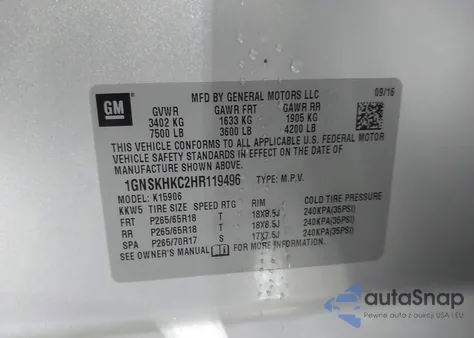 MFD BY GENERAL MOTORS LLC 09/16
GM
GVWR GAWR FRT GAWR RR
3402 KG 1633 KG 1905 KG
7500 LB 3600 LB 4200 LB
THIS VEHICLE CONFORMS TO ALL APPLICABLE U.S. FEDERAL MOTOR
VEHICLE SAFETY STANDARDS IN EFFECT ON THE DATE OF
MANUFACTURE SHOWN ABOVE.
1GNSKHKC2HR119496 TYPE: M.P.V.
MODEL: K15906
KKW5 TIRE SIZE SPEED RTG RIM COLD TIRE PRESSURE
FRT P265/65R18 T 18X8.5J 240KPA(35PSI)
RR P265/65R18 T 18X8.5J 240KPA(35PSI)
SPA P265/70R17 S 17X7.5J 240KPA(35PSI)
SEE OWNER'S MANUAL FOR MORE INFORMATION.
autoSnap
Pewne auta z aukcji USA i EU